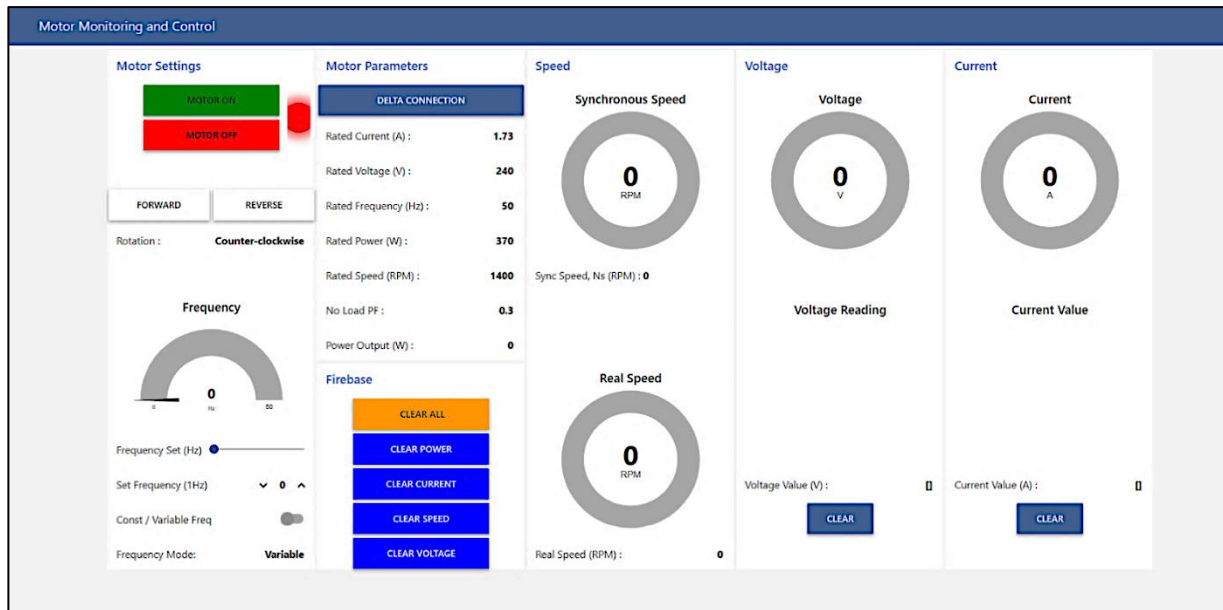 Motor Monitoring and Control
Motor Settings
MOTOR ON
MOTOR OFF
FORWARD REVERSE
Rotation : Counter-clockwise
Frequency
0
Hz
0 50
Frequency Set (Hz)
Set Frequency (1Hz) 0
Const / Variable Freq
Frequency Mode: Variable
Motor Parameters
DELTA CONNECTION
Rated Current (A) : 1.73
Rated Voltage (V) : 240
Rated Frequency (Hz) : 50
Rated Power (W) : 370
Rated Speed (RPM) : 1400
No Load PF : 0.3
Power Output (W) : 0
Firebase
CLEAR ALL
CLEAR POWER
CLEAR CURRENT
CLEAR SPEED
CLEAR VOLTAGE
Speed
Synchronous Speed
0
RPM
Sync Speed, Ns (RPM) : 0
Real Speed
0
RPM
Real Speed (RPM) : 0
Voltage
Voltage
0
V
Voltage Reading
Voltage Value (V) : []
CLEAR
Current
Current
0
A
Current Value
Current Value (A) : []
CLEAR